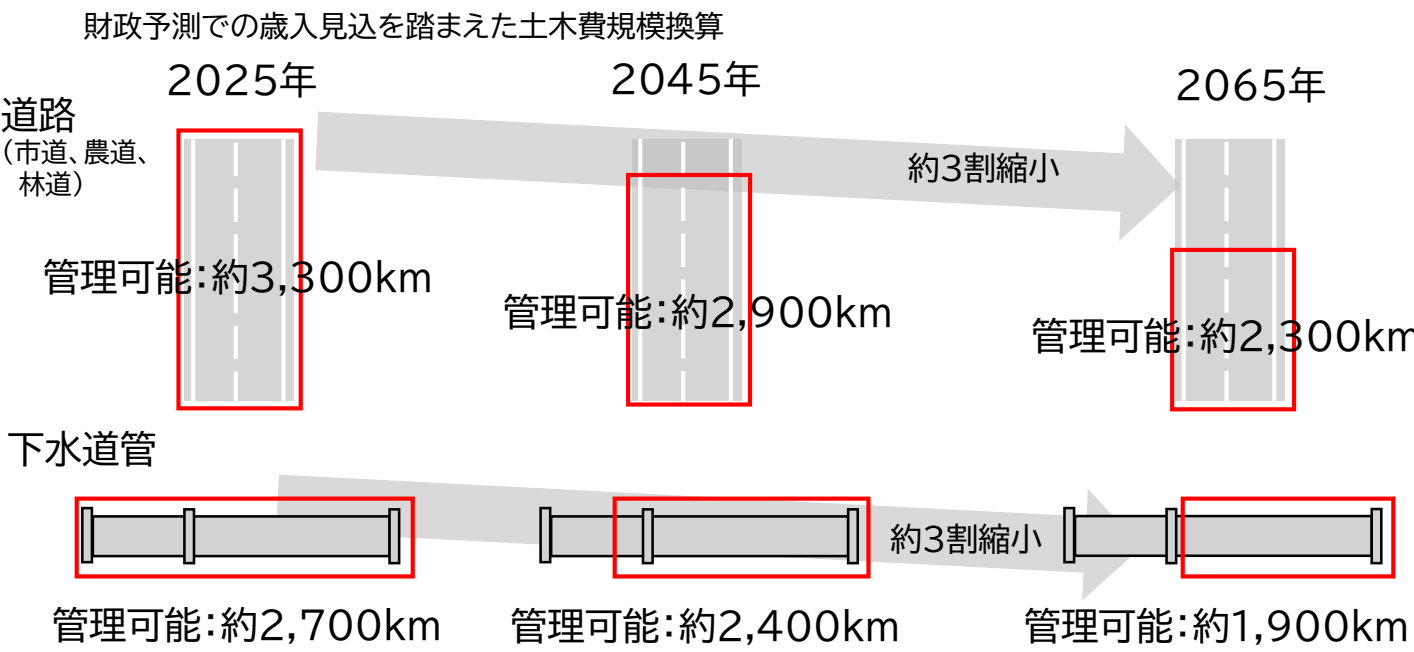 財政予測での歳入見込を踏まえた土木費規模換算
2025年
2045年
2065年
道路
(市道、農道、
林道)
約3割縮小
管理可能:約3,300km
管理可能:約2,900km
管理可能:約2,300km
下水道管
約3割縮小
管理可能:約2,700km
管理可能:約2,400km
管理可能:約1,900km